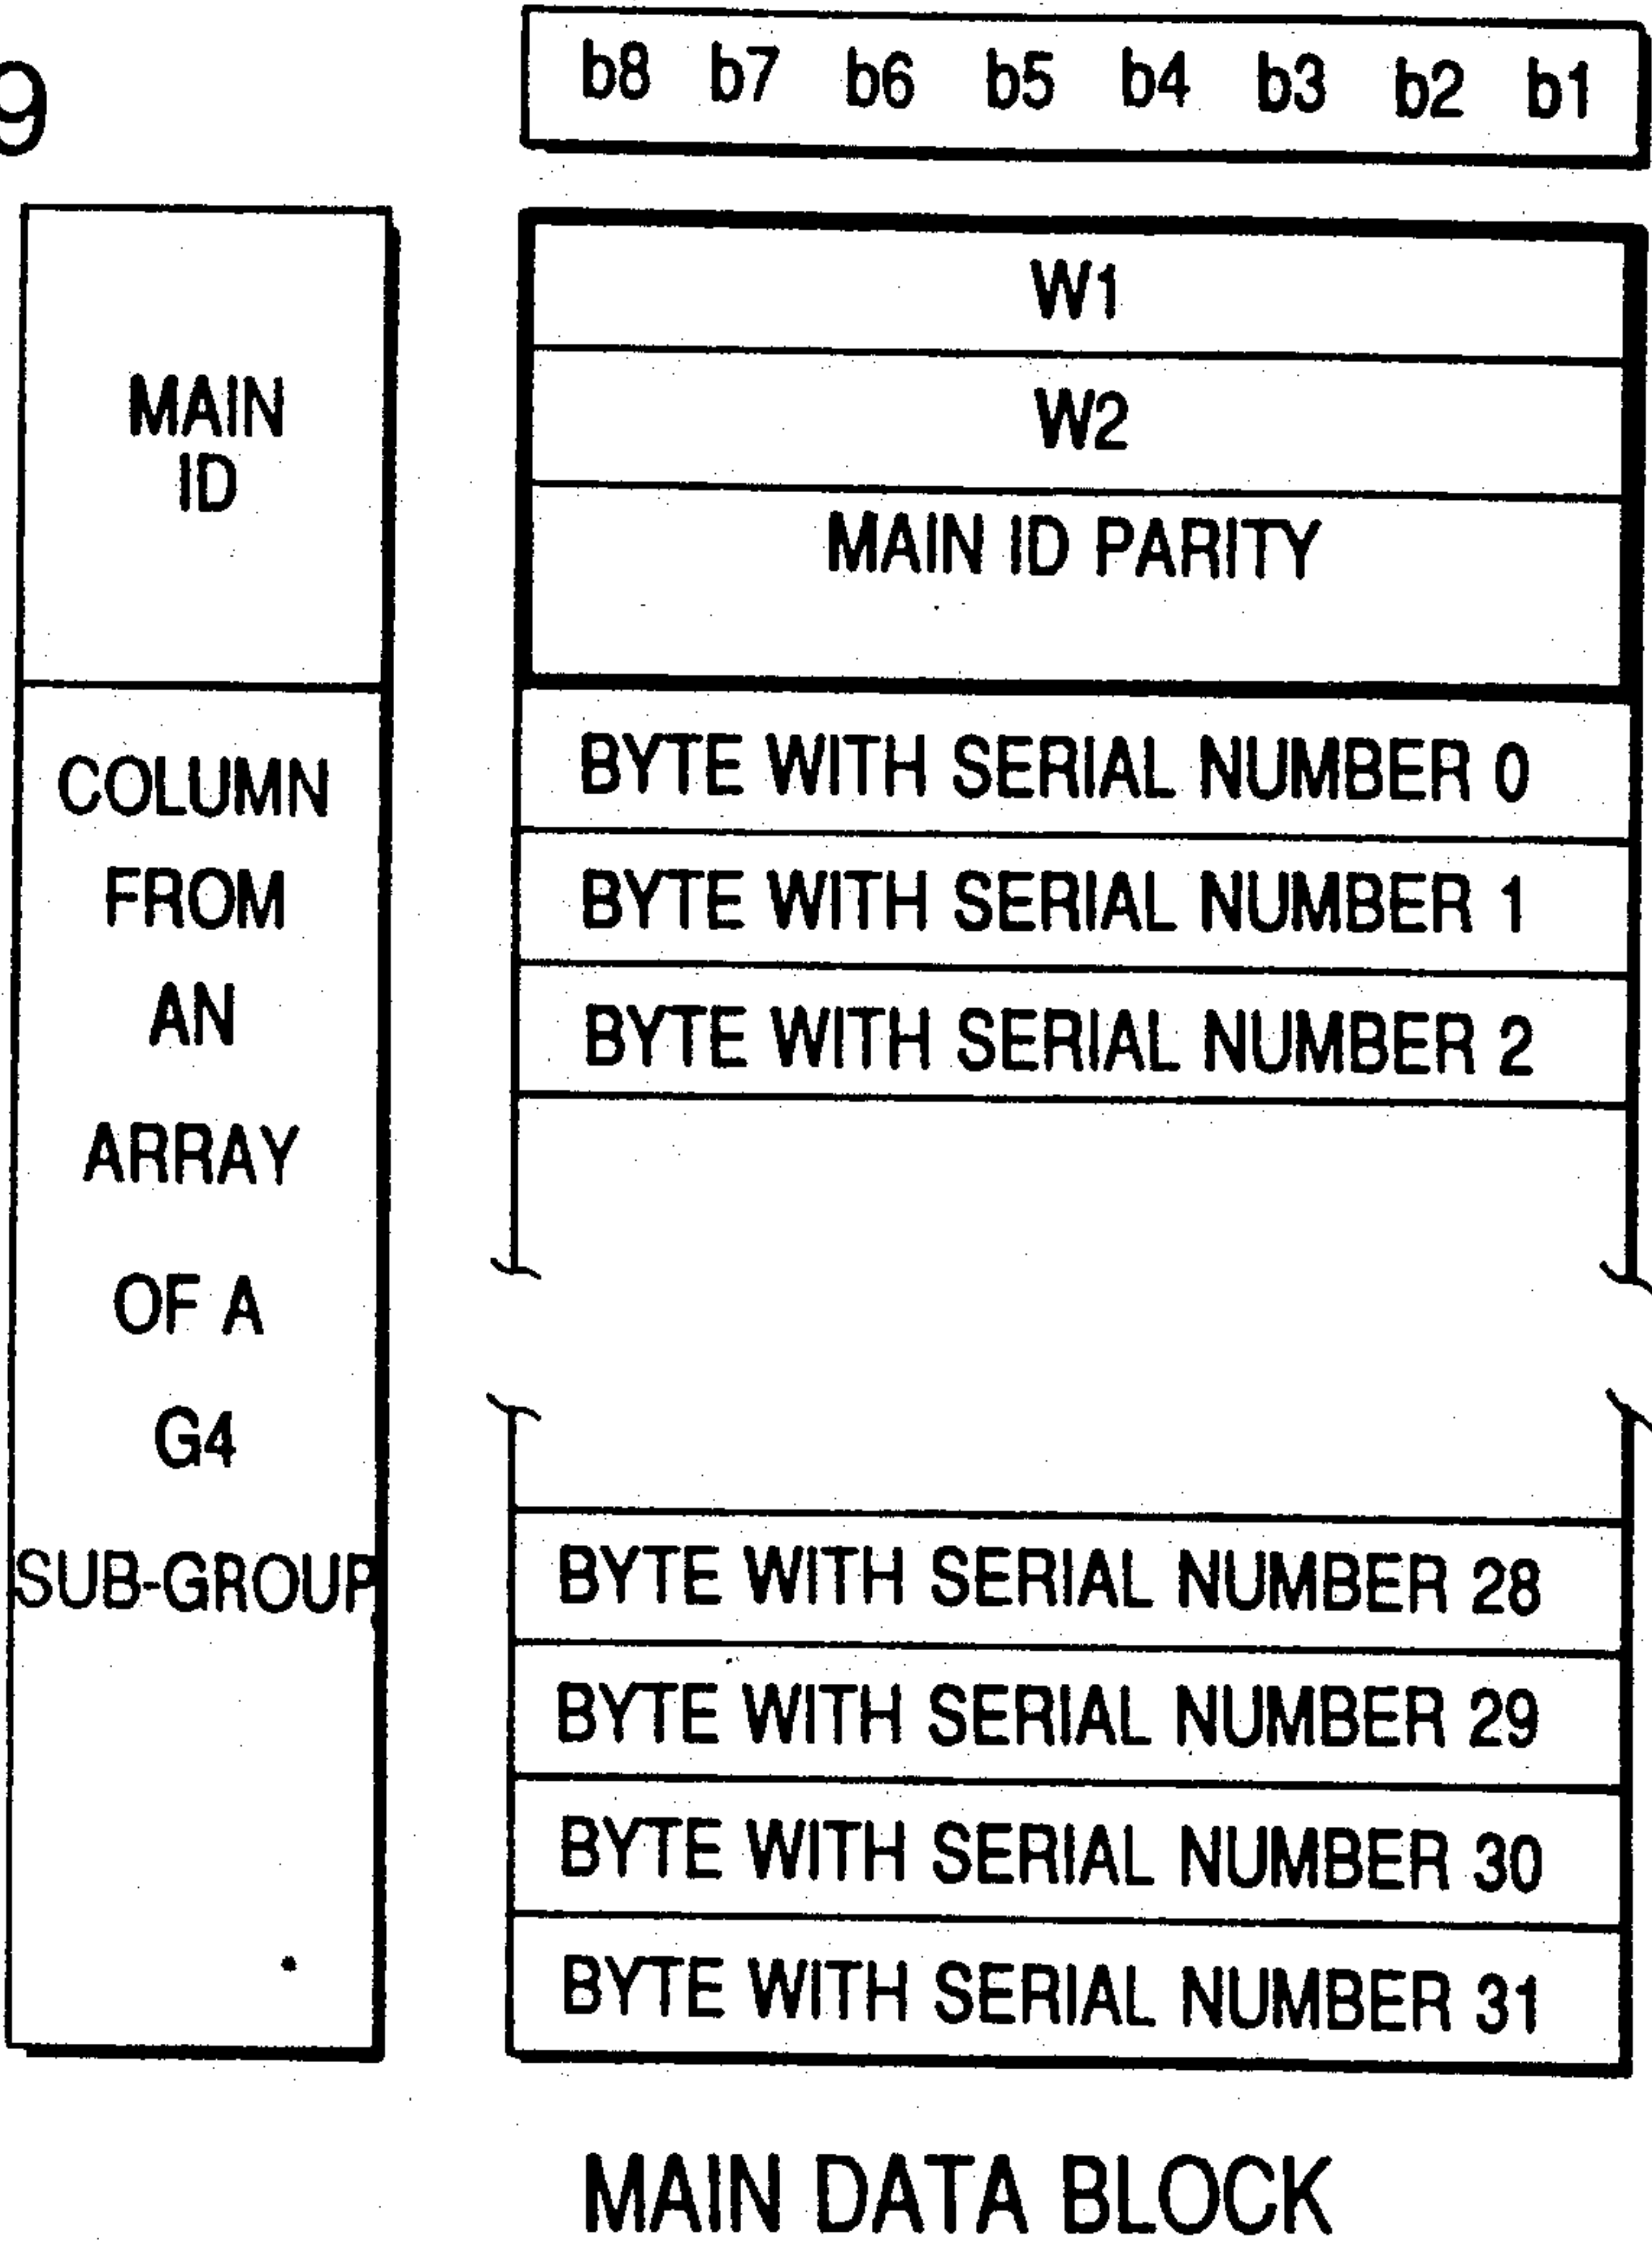 9
b8 b7 b6 b5 b4 b3 b2 b1
MAIN
ID
W1
W2
MAIN ID PARITY
COLUMN
FROM
AN
ARRAY
OF A
G4
SUB-GROUP
BYTE WITH SERIAL NUMBER 0
BYTE WITH SERIAL NUMBER 1
BYTE WITH SERIAL NUMBER 2
BYTE WITH SERIAL NUMBER 28
BYTE WITH SERIAL NUMBER 29
BYTE WITH SERIAL NUMBER 30
BYTE WITH SERIAL NUMBER 31
MAIN DATA BLOCK